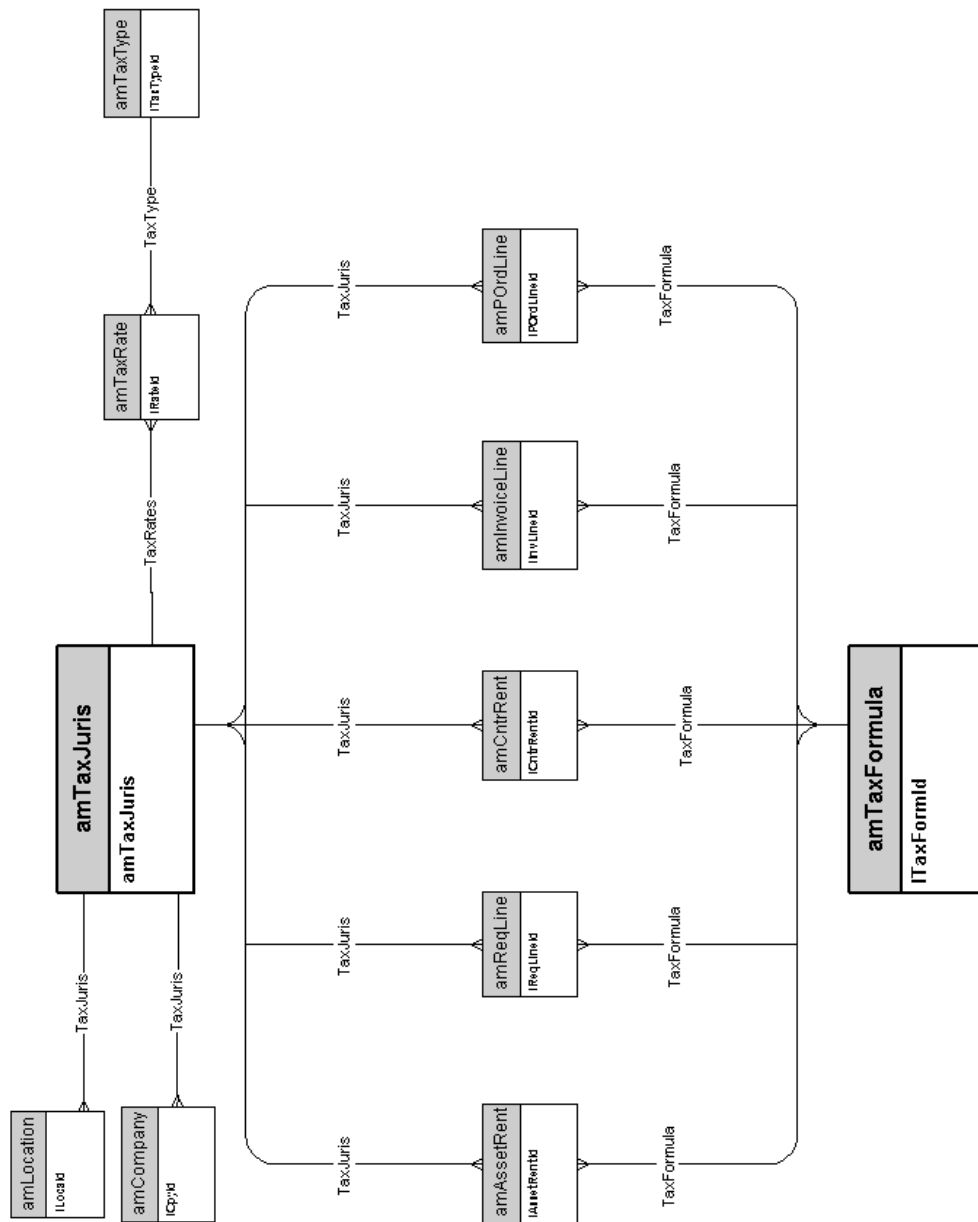 amLocation
lLocaId
amCompany
lCpyId
TaxJuris
TaxJuris
amTaxJuris
amTaxJuris
TaxRates
amTaxRate
lRateId
TaxType
amTaxType
lTaxTypeId
TaxJuris
TaxJuris
TaxJuris
TaxJuris
TaxJuris
amAssetRent
lAssetRentId
amReqLine
lReqLineId
amCntrRent
lCntrRentId
amInvoiceLine
lInvLineId
amPOrdLine
lPOrdLineId
TaxFormula
TaxFormula
TaxFormula
TaxFormula
TaxFormula
amTaxFormula
lTaxFormId